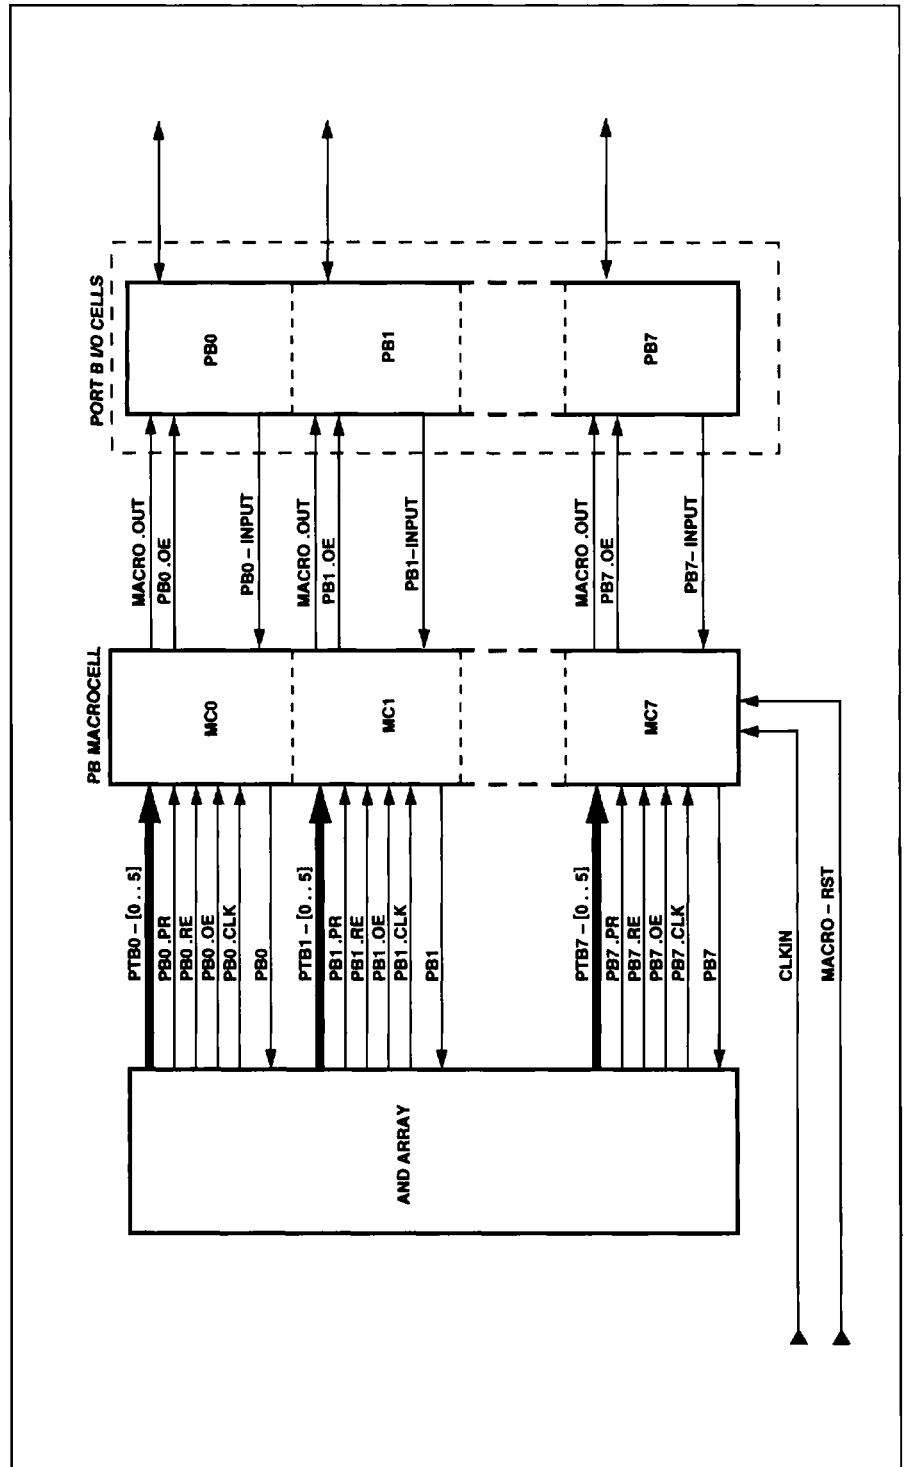 PORT B I/O CELLS
PB0
PB1
PB7
MACRO .OUT
PB0 .OE
PB0 – INPUT
MACRO .OUT
PB1 .OE
PB1–INPUT
MACRO .OUT
PB7 .OE
PB7– INPUT
PB MACROCELL
MC0
MC1
MC7
PTB0 – [0 . . 5]
PB0 .PR
PB0 .RE
PB0 .OE
PB0 .CLK
PB0
PTB1 – [0 . . 5]
PB1 .PR
PB1 .RE
PB1 .OE
PB1 .CLK
PB1
PTB7 – [0 . . 5]
PB7 .PR
PB7 .RE
PB7 .OE
PB7 .CLK
PB7
CLKIN
MACRO – RST
AND ARRAY